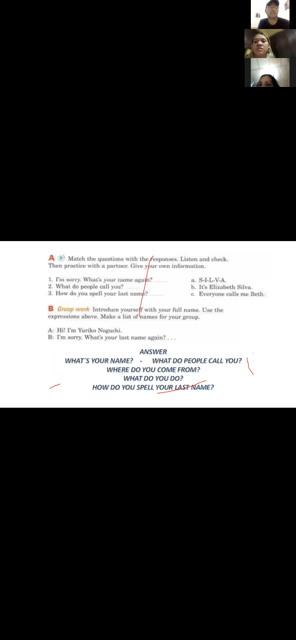 A Match the questions with the responses. Listen and check.
Then practice with a partner. Give your own information.
1. I'm sorry. What's your name again? a. S-I-L-V-A.
2. What do people call you? b. It's Elizabeth Silva.
3. How do you spell your last name? c. Everyone calls me Beth.
B Group work Introduce yourself with your full name. Use the
expressions above. Make a list of names for your group.
A: Hi! I'm Yuriko Noguchi.
B: I'm sorry. What's your last name again? . . .
ANSWER
WHAT'S YOUR NAME? - WHAT DO PEOPLE CALL YOU?
WHERE DO YOU COME FROM?
WHAT DO YOU DO?
HOW DO YOU SPELL YOUR LAST NAME?